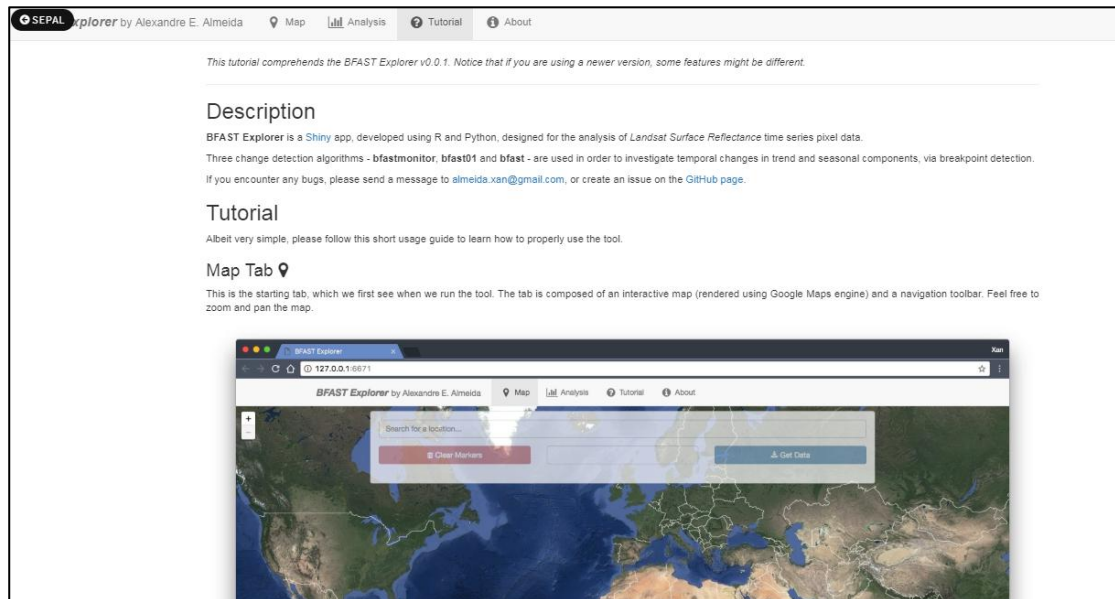 SEPAL xplorer by Alexandre E. Almeida Map Analysis Tutorial About
This tutorial comprehends the BFAST Explorer v0.0.1. Notice that if you are using a newer version, some features might be different.
Description
BFAST Explorer is a Shiny app, developed using R and Python, designed for the analysis of Landsat Surface Reflectance time series pixel data.
Three change detection algorithms - bfastmonitor, bfast01 and bfast - are used in order to investigate temporal changes in trend and seasonal components, via breakpoint detection.
If you encounter any bugs, please send a message to almeida.xan@gmail.com, or create an issue on the GitHub page.
Tutorial
Albeit very simple, please follow this short usage guide to learn how to properly use the tool.
Map Tab
This is the starting tab, which we first see when we run the tool. The tab is composed of an interactive map (rendered using Google Maps engine) and a navigation toolbar. Feel free to
zoom and pan the map.
BFAST Explorer x Xan
127.0.0.1:6671
BFAST Explorer by Alexandre E. Almeida Map Analysis Tutorial About
+
Search for a location...
-
Clear Markers Get Data